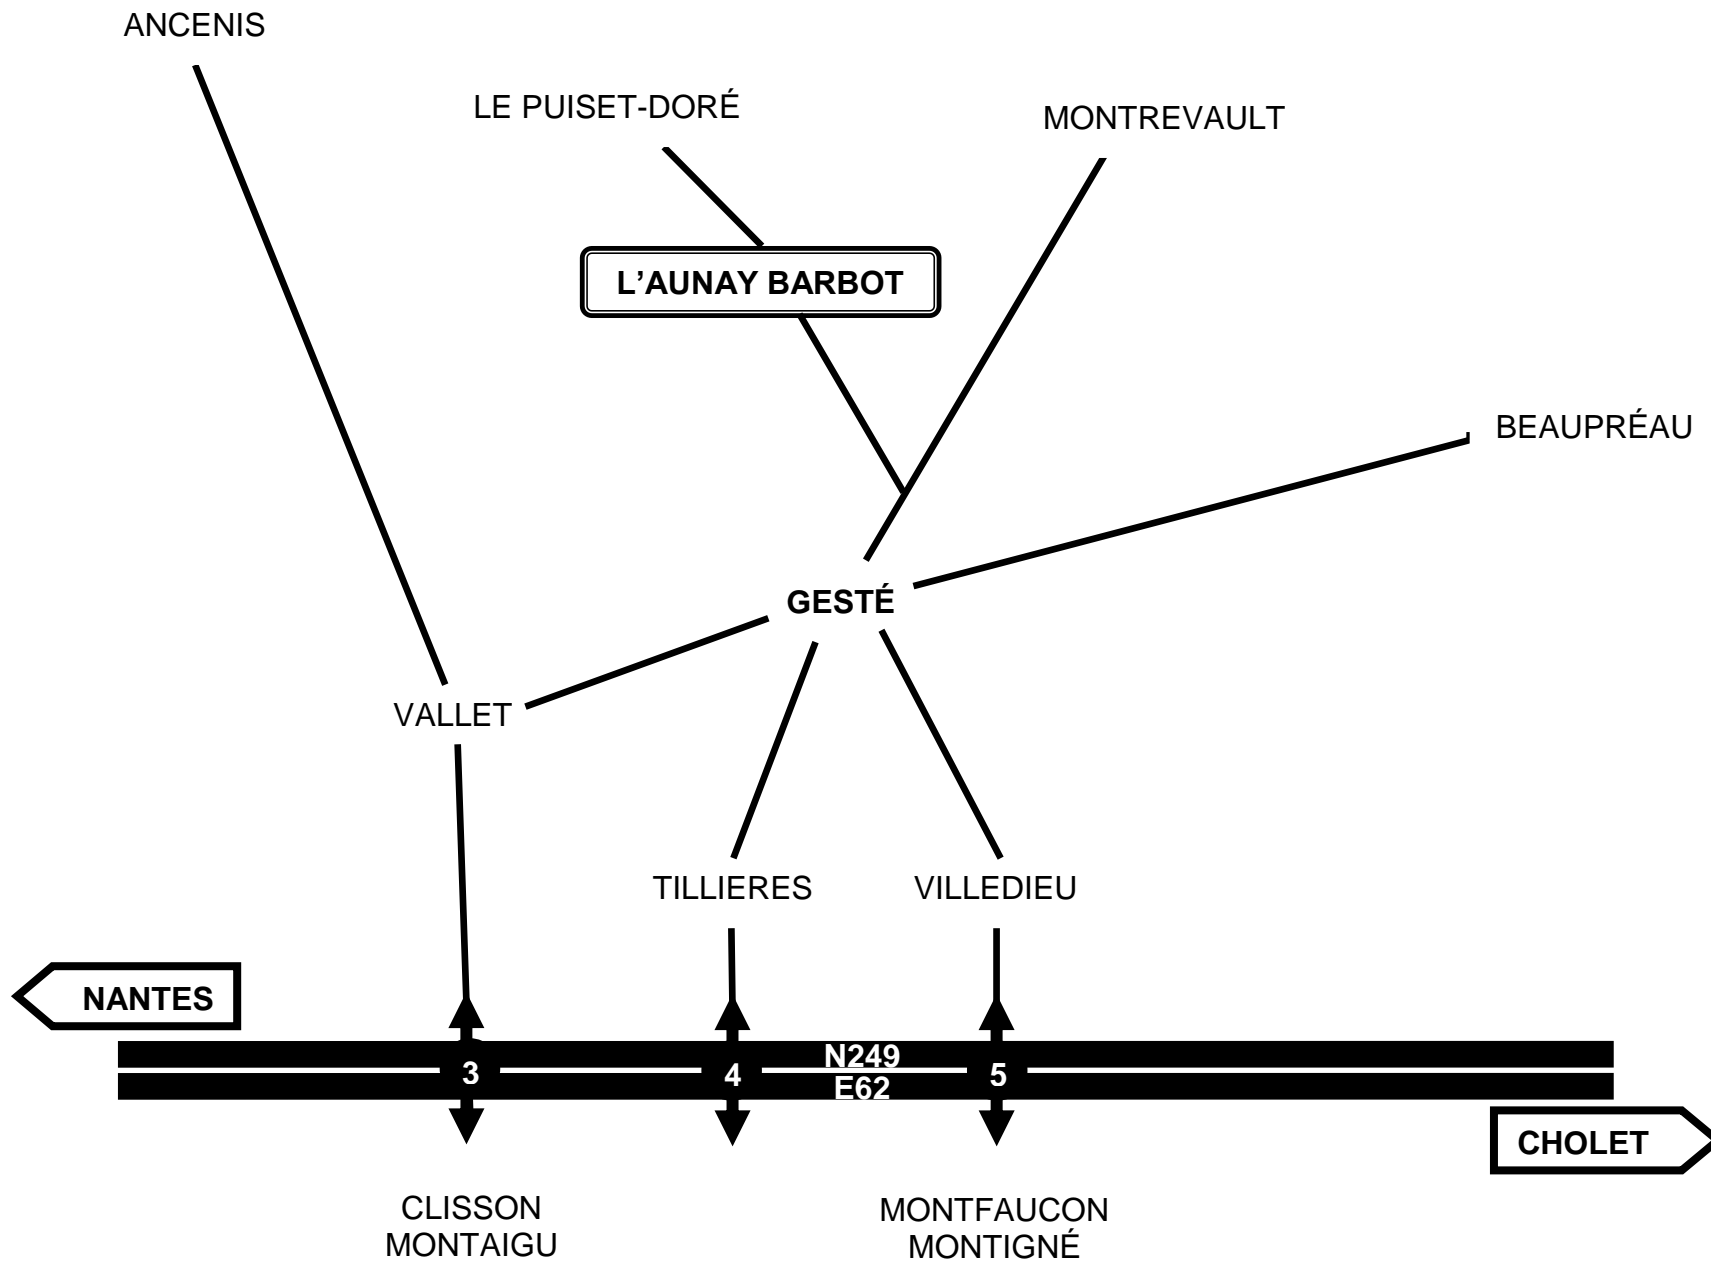 ANCENIS
LE PUISET-DORÉ
MONTREVAULT
L’AUNAY BARBOT
BEAUPRÉAU
GESTÉ
VALLET
TILLIERES
VILLEDIEU
NANTES
N249
3
4
5
E62
CHOLET
CLISSON
MONTAIGU
MONTFAUCON
MONTIGNÉ